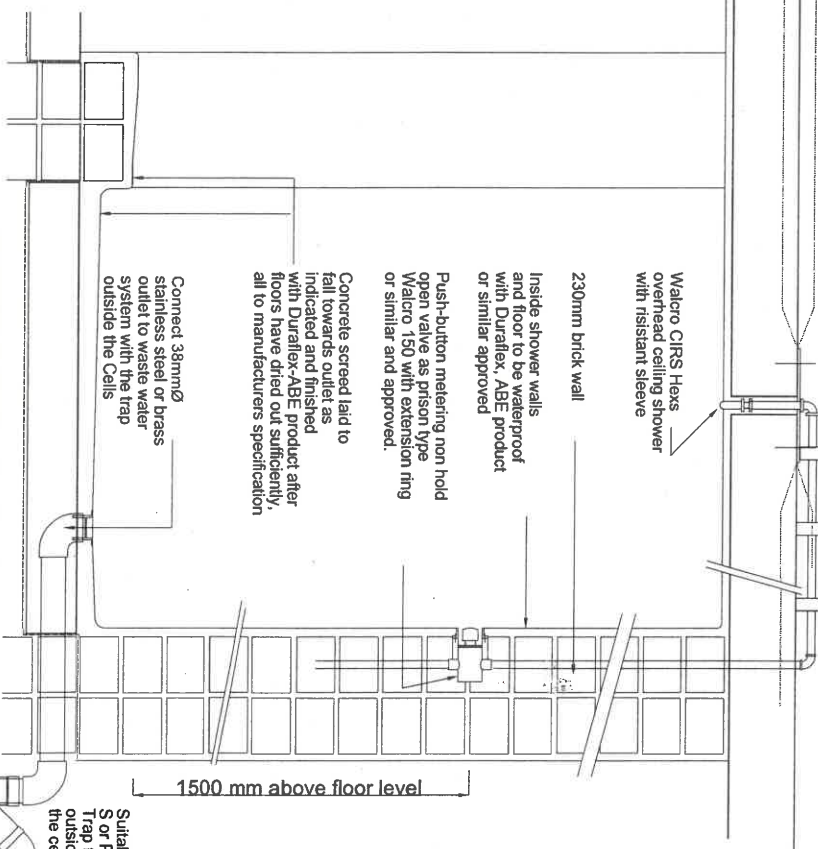 Walcro CIRS Hexs
overhead ceiling shower
with risistant sleeve
230mm brick wall
Inside shower walls
and floor to be waterproof
with Duraflex, ABE product
or similar approved
Push-button metering non hold
open valve as prison type
Walcro 150 with extension ring
or similar and approved.
Concrete screed laid to
fall towards outlet as
indicated and finished
with Duraflex-ABE product after
floors have dried out sufficiently,
all to manufacturers specification
Connect 38mmØ
stainless steel or brass
outlet to waste water
system with the trap
outside the Cells
1500 mm above floor level
S or
Trap
the